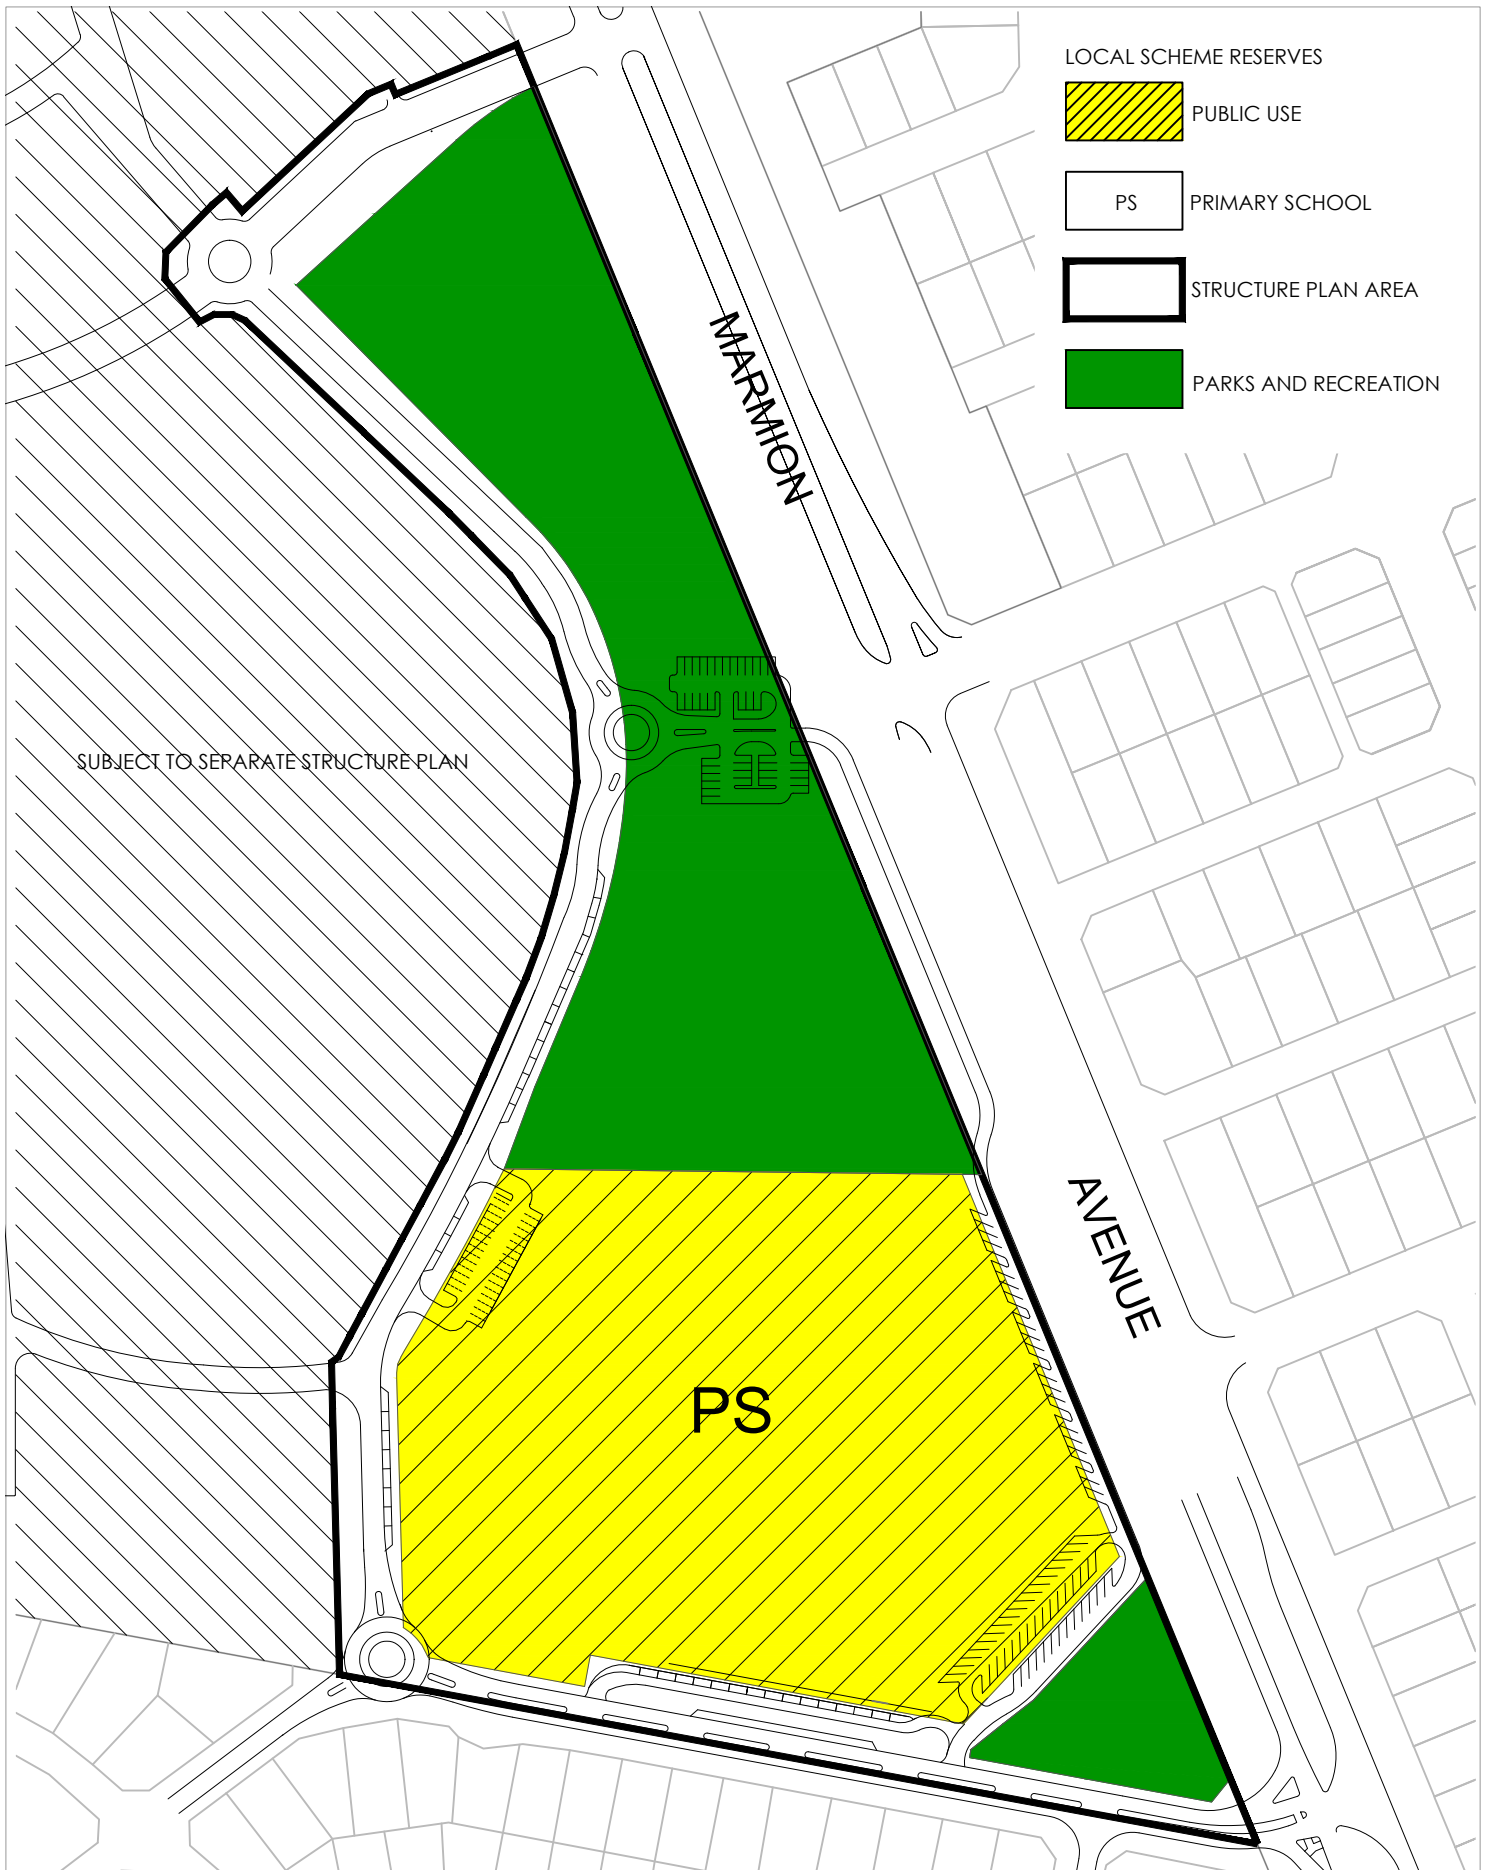 LOCAL SCHEME RESERVES
PUBLIC USE
PS
PRIMARY SCHOOL
STRUCTURE PLAN AREA
PARKS AND RECREATION
MARMION
SUBJECT TO SEPARATE STRUCTURE PLAN
AVENUE
PS